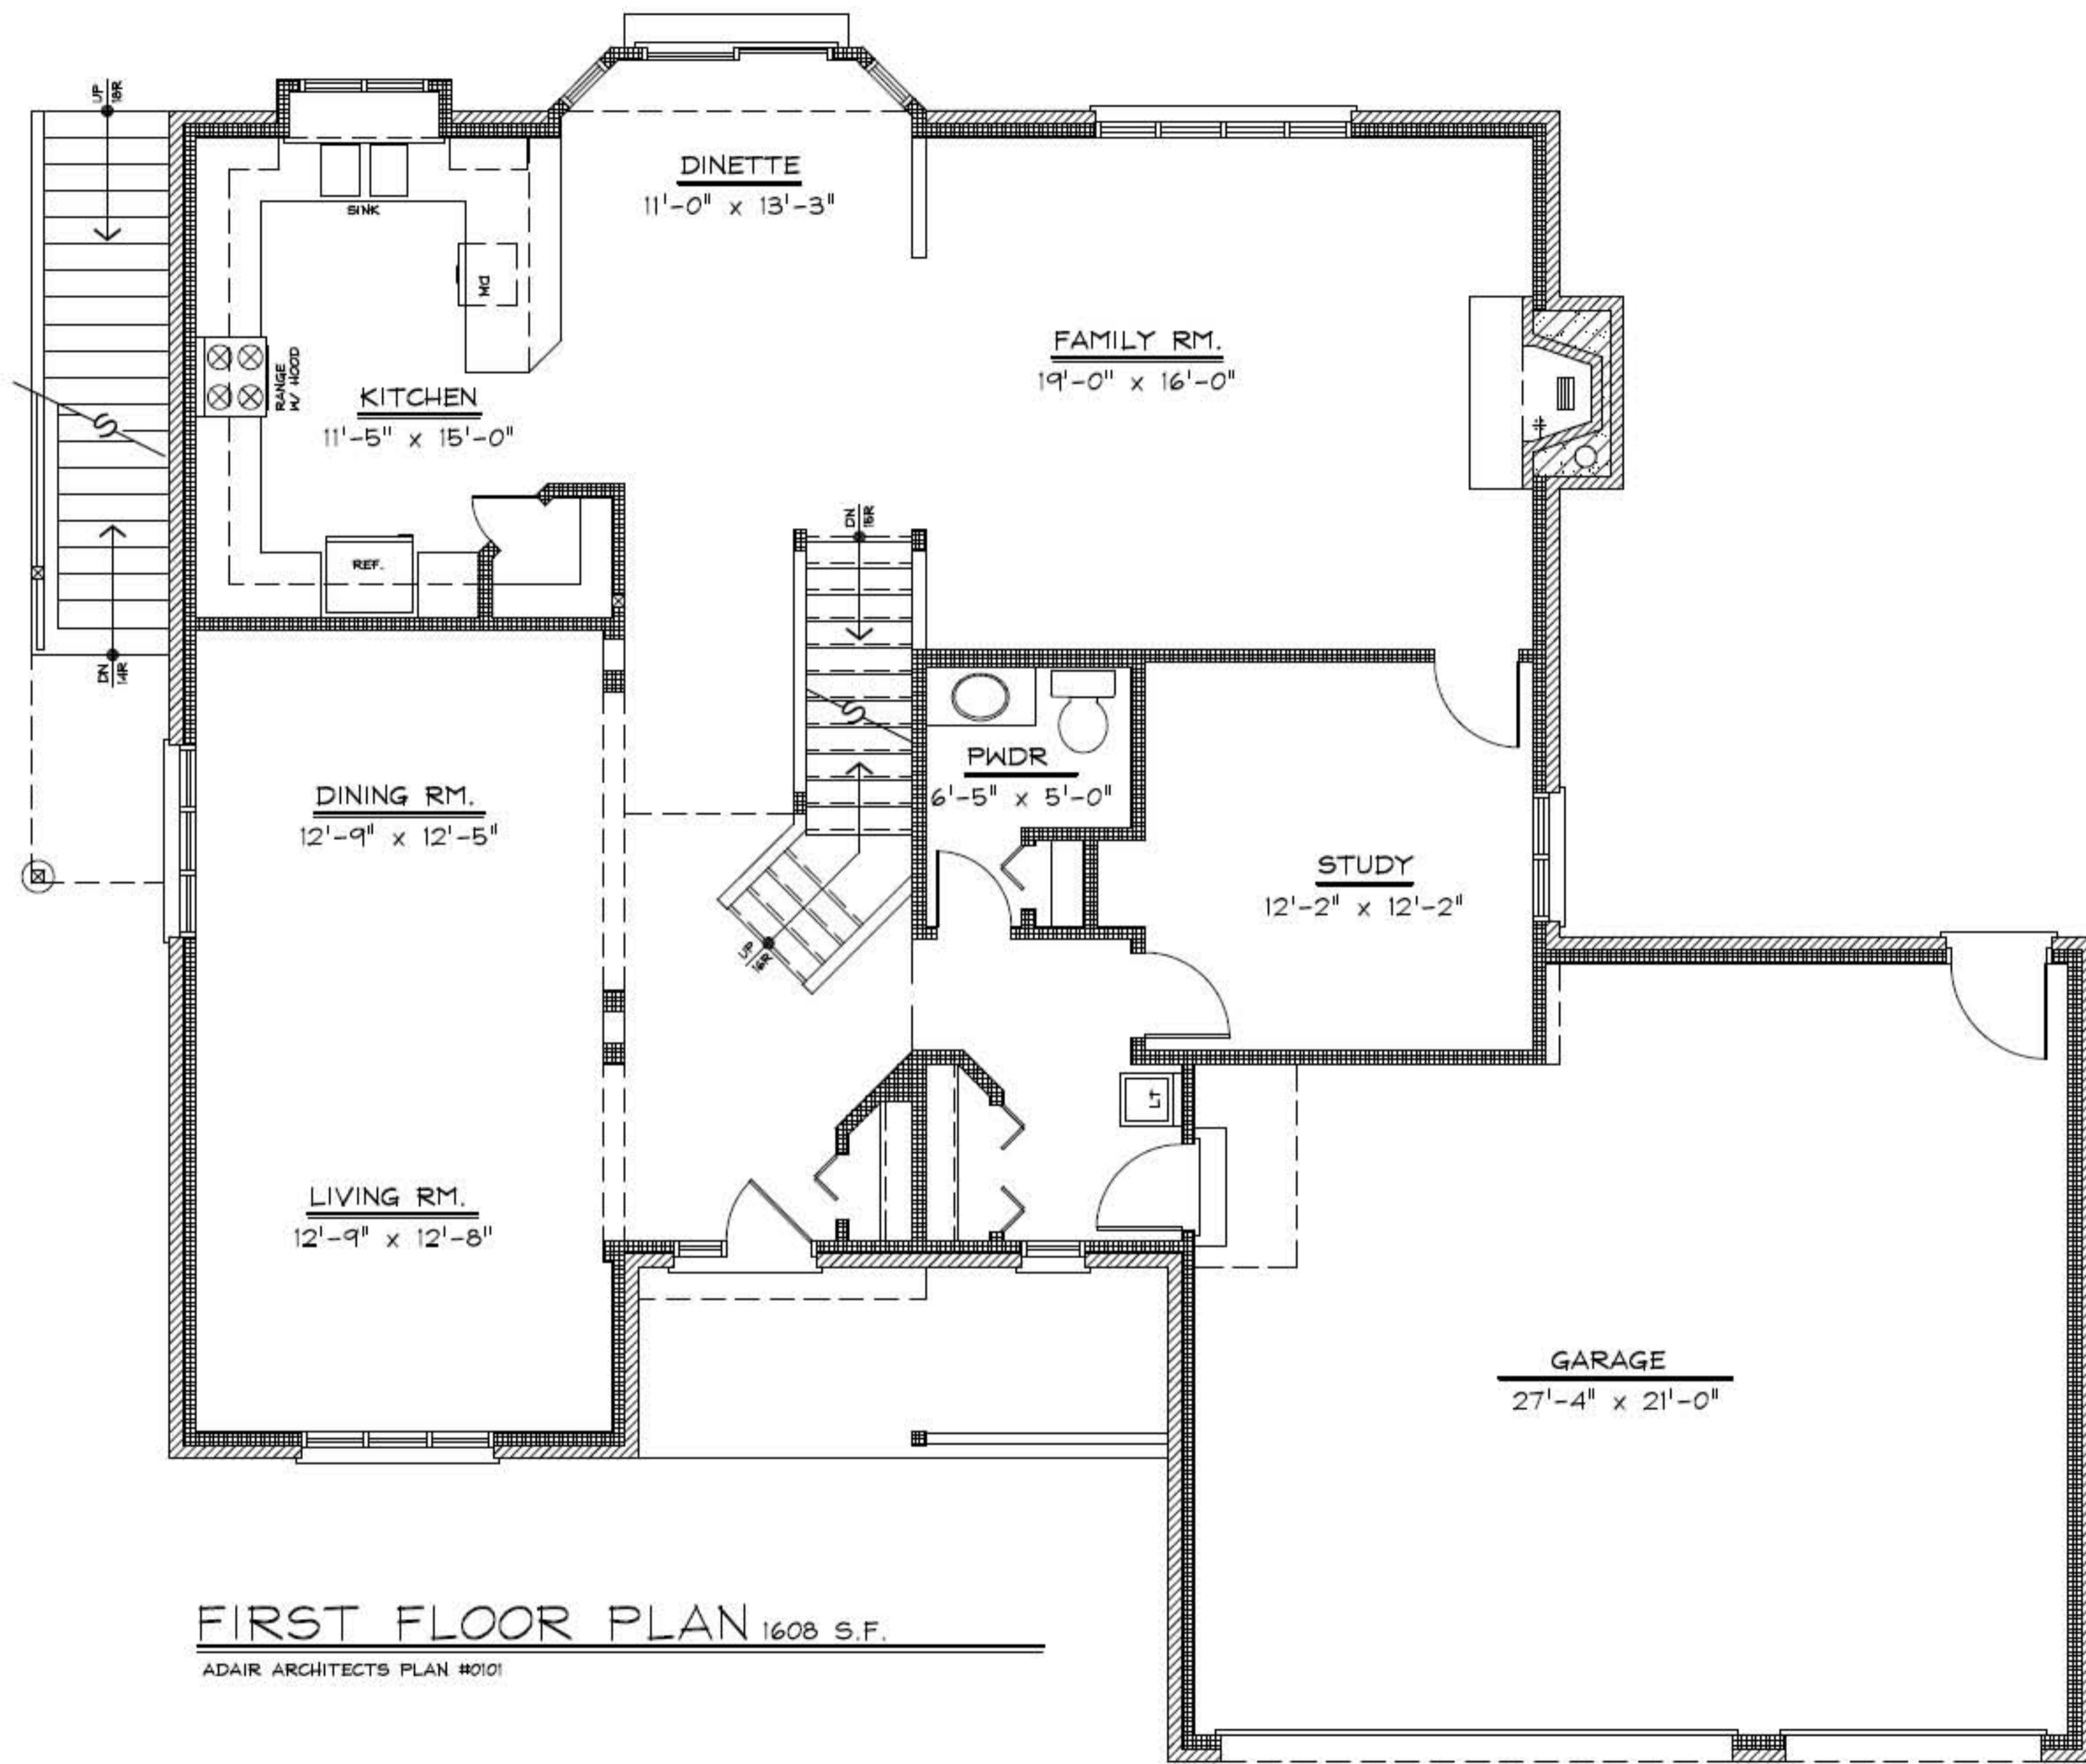 UP
18R
DINETTE
11'-0" x 13'-3"
SINK
DW
FAMILY RM.
19'-0" x 16'-0"
RANGE
W/ HOOD
KITCHEN
11'-5" x 15'-0"
REF.
DN
15R
DN
14R
PWDR
6'-5" x 5'-0"
DINING RM.
12'-9" x 12'-5"
STUDY
12'-2" x 12'-2"
UP
16R
LT
LIVING RM.
12'-9" x 12'-8"
GARAGE
27'-4" x 21'-0"
FIRST FLOOR PLAN 1608 S.F.
ADAIR ARCHITECTS PLAN #0101